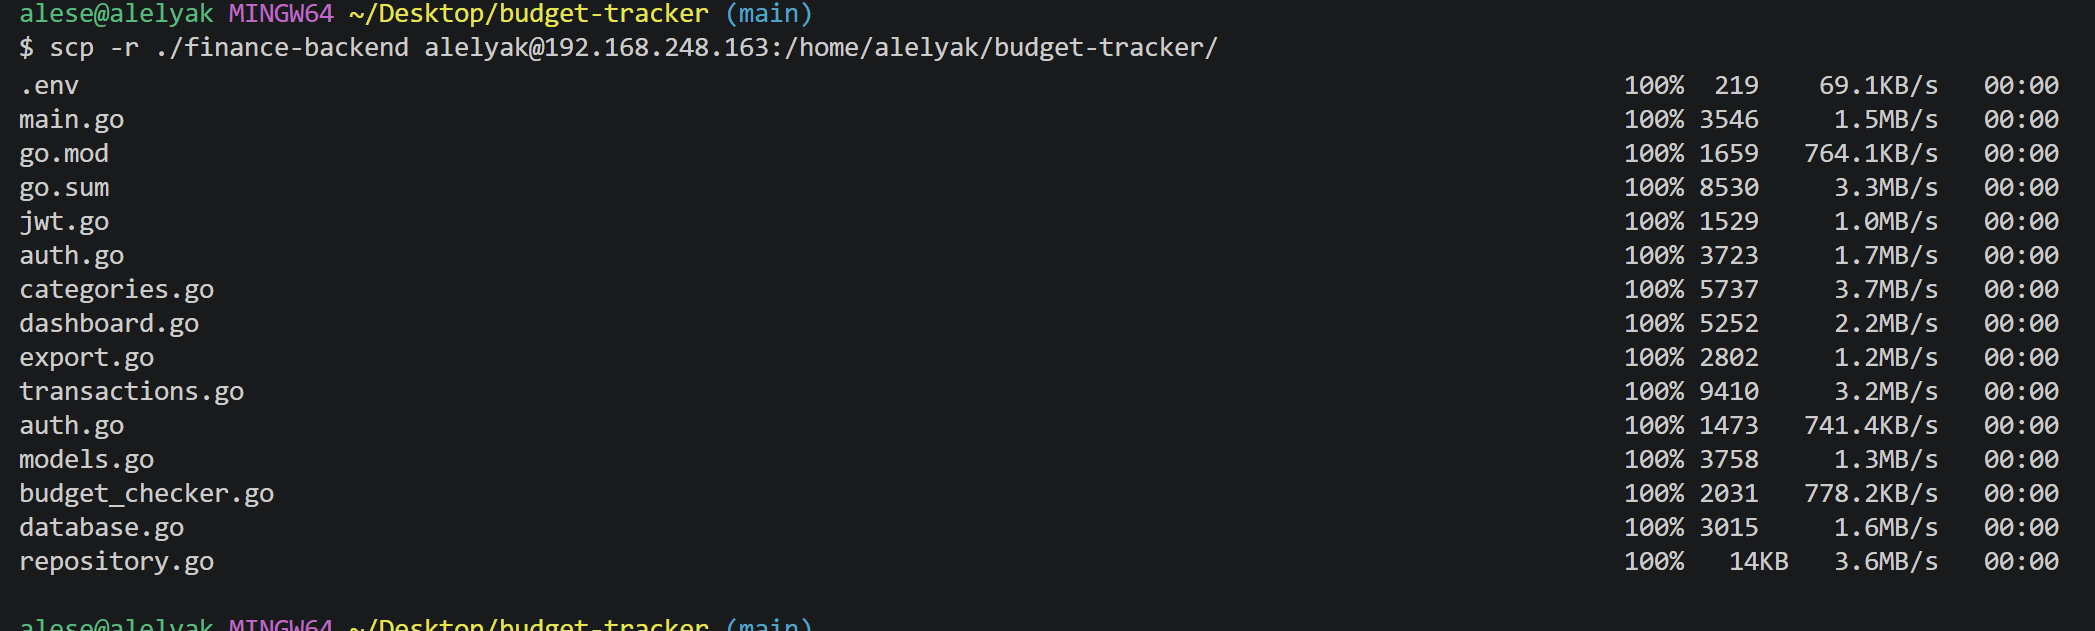 alese@alelyak MINGW64 ~/Desktop/budget-tracker (main)
$ scp -r ./finance-backend alelyak@192.168.248.163:/home/alelyak/budget-tracker/
.env 100% 219 69.1KB/s 00:00
main.go 100% 3546 1.5MB/s 00:00
go.mod 100% 1659 764.1KB/s 00:00
go.sum 100% 8530 3.3MB/s 00:00
jwt.go 100% 1529 1.0MB/s 00:00
auth.go 100% 3723 1.7MB/s 00:00
categories.go 100% 5737 3.7MB/s 00:00
dashboard.go 100% 5252 2.2MB/s 00:00
export.go 100% 2802 1.2MB/s 00:00
transactions.go 100% 9410 3.2MB/s 00:00
auth.go 100% 1473 741.4KB/s 00:00
models.go 100% 3758 1.3MB/s 00:00
budget_checker.go 100% 2031 778.2KB/s 00:00
database.go 100% 3015 1.6MB/s 00:00
repository.go 100% 14KB 3.6MB/s 00:00
alese@alelyak MINGW64 ~/Desktop/budget-tracker (main)